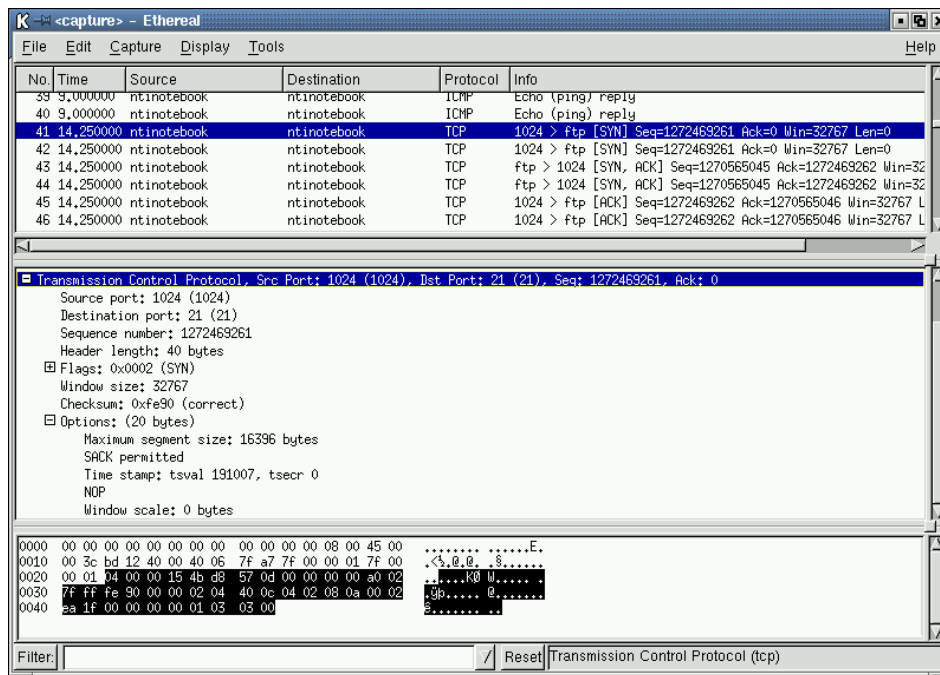 <capture> - Ethereal
File Edit Capture Display Tools Help
No. Time Source Destination Protocol Info
39 9.000000 ntinotebook ntinotebook ICMP Echo (ping) reply
40 9.000000 ntinotebook ntinotebook ICMP Echo (ping) reply
41 14.250000 ntinotebook ntinotebook TCP 1024 > ftp [SYN] Seq=1272469261 Ack=0 Win=32767 Len=0
42 14.250000 ntinotebook ntinotebook TCP 1024 > ftp [SYN] Seq=1272469261 Ack=0 Win=32767 Len=0
43 14.250000 ntinotebook ntinotebook TCP ftp > 1024 [SYN, ACK] Seq=1270565045 Ack=1272469262 Win=32
44 14.250000 ntinotebook ntinotebook TCP ftp > 1024 [SYN, ACK] Seq=1270565045 Ack=1272469262 Win=32
45 14.250000 ntinotebook ntinotebook TCP 1024 > ftp [ACK] Seq=1272469262 Ack=1270565046 Win=32767 L
46 14.250000 ntinotebook ntinotebook TCP 1024 > ftp [ACK] Seq=1272469262 Ack=1270565046 Win=32767 L
Transmission Control Protocol, Src Port: 1024 (1024), Dst Port: 21 (21), Seq: 1272469261, Ack: 0
Source port: 1024 (1024)
Destination port: 21 (21)
Sequence number: 1272469261
Header length: 40 bytes
Flags: 0x0002 (SYN)
Window size: 32767
Checksum: 0xfe90 (correct)
Options: (20 bytes)
Maximum segment size: 16396 bytes
SACK permitted
Time stamp: tsval 191007, tsecr 0
NOP
Window scale: 0 bytes
0000 00 00 00 00 00 00 00 00 00 00 00 00 08 00 45 00 ........ ......E.
0010 00 3c bd 12 40 00 40 06 7f a7 7f 00 00 01 7f 00 .<½.@.@. .§......
0020 00 01 04 00 00 15 4b d8 57 0d 00 00 00 00 a0 02 ......KØ W..... .
0030 7f ff fe 90 00 00 02 04 40 0c 04 02 08 0a 00 02 .ÿþ..... @.......
0040 ea 1f 00 00 00 00 01 03 03 00 ê....... ..
Filter: Reset Transmission Control Protocol (tcp)